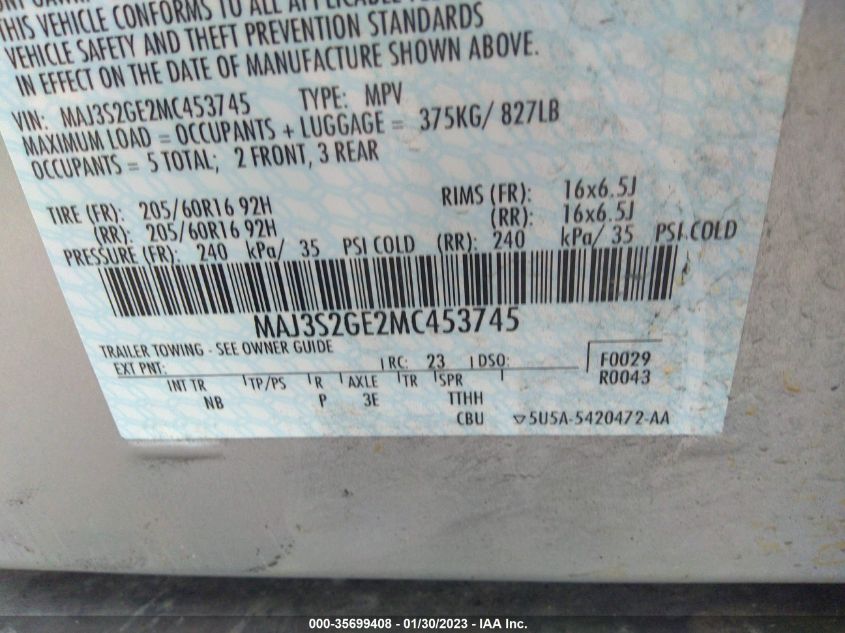 THIS VEHICLE CONFORMS TO ALL APPLICABLE
VEHICLE SAFETY AND THEFT PREVENTION STANDARDS
IN EFFECT ON THE DATE OF MANUFACTURE SHOWN ABOVE.
VIN: MAJ3S2GE2MC453745 TYPE: MPV
MAXIMUM LOAD = OCCUPANTS + LUGGAGE = 375KG/ 827LB
OCCUPANTS = 5 TOTAL; 2 FRONT, 3 REAR
TIRE (FR): 205/60R16 92H RIMS (FR): 16x6.5J
(RR): 205/60R16 92H (RR): 16x6.5J
PRESSURE (FR): 240 kPa/ 35 PSI COLD (RR): 240 kPa/ 35 PSI COLD
MAJ3S2GE2MC453745
TRAILER TOWING - SEE OWNER GUIDE
EXT PNT: RC: 23 DSO: F0029
R0043
INT TR TP/PS R AXLE TR SPR
NB P 3E TTHH
CBU ▽5U5A-5420472-AA
000-35699408 - 01/30/2023 - IAA Inc.